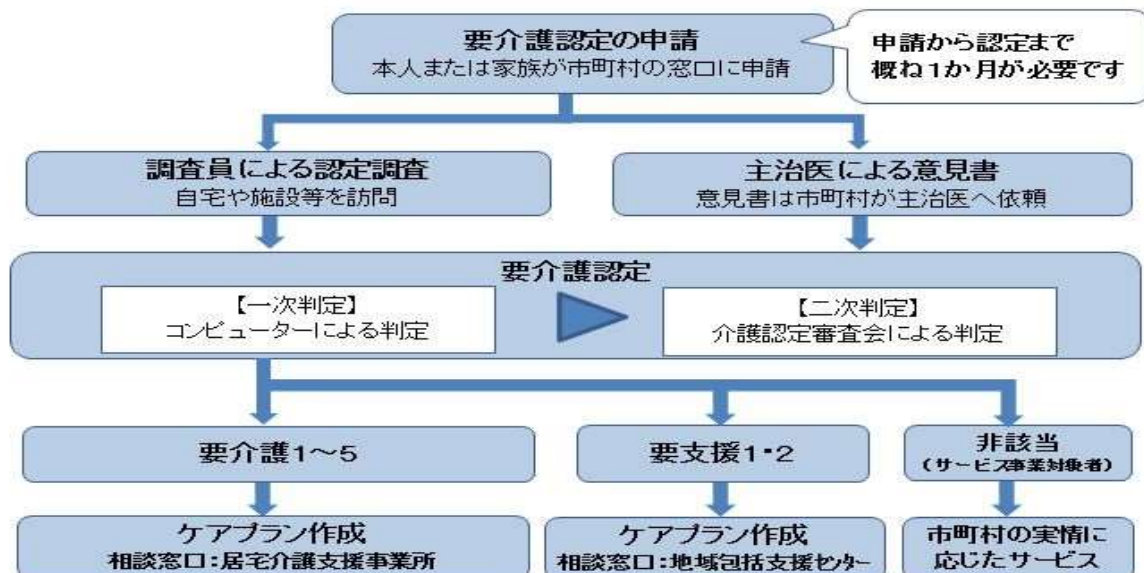 要介護認定の申請
本人または家族が市町村の窓口に申請
申請から認定まで
概ね1か月が必要です
調査員による認定調査
自宅や施設等を訪問
主治医による意見書
意見書は市町村が主治医へ依頼
要介護認定
【一次判定】
コンピューターによる判定
【二次判定】
介護認定審査会による判定
要介護1～5
要支援1・2
非該当
(サービス事業対象者)
ケアプラン作成
相談窓口：居宅介護支援事業所
ケアプラン作成
相談窓口：地域包括支援センター
市町村の実情に
応じたサービス